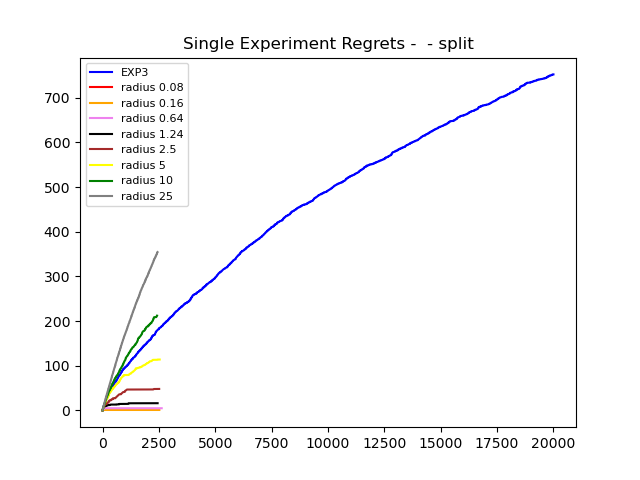 Single Experiment Regrets -  - split
EXP3
radius 0.08
radius 0.16
radius 0.64
radius 1.24
radius 2.5
radius 5
radius 10
radius 25
700
600
500
400
300
200
100
0
0 2500 5000 7500 10000 12500 15000 17500 20000